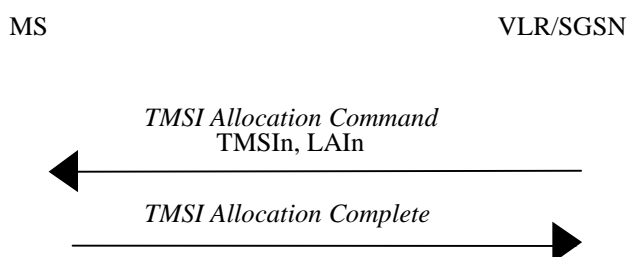 MS VLR/SGSN
TMSI Allocation Command
TMSIn, LAIn
TMSI Allocation Complete